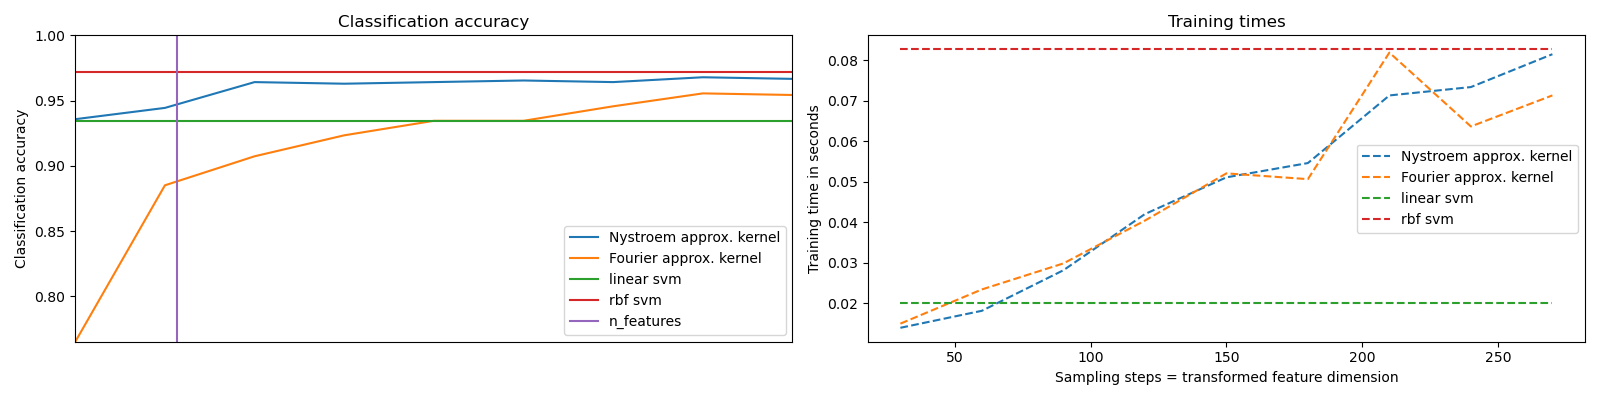 Classification accuracy
1.00
0.95
0.90
0.85
0.80
Classification accuracy
Nystroem approx. kernel
Fourier approx. kernel
linear svm
rbf svm
n_features
Training times
0.08
0.07
0.06
0.05
0.04
0.03
0.02
Training time in seconds
Nystroem approx. kernel
Fourier approx. kernel
linear svm
rbf svm
50 100 150 200 250
Sampling steps = transformed feature dimension